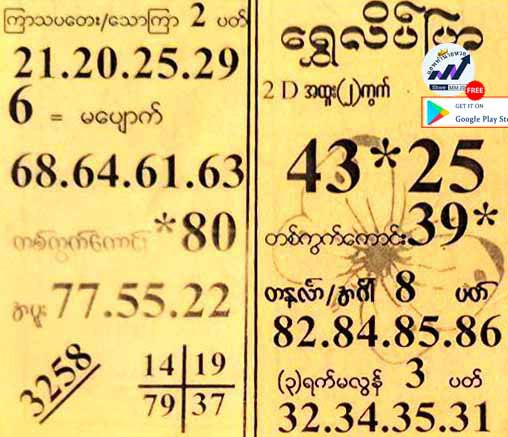 ကြာသပတေး/သောကြာ 2 ပတ်
21.20.25.29
6 = မပျောက်
68.64.61.63
တစ်ကွက်ကောင်း *80
အပူး 77.55.22
3258
14 19
79 37
ရွှေလိပ်ပြာ
2 D အထူး(၂)ကွက်
FREE
GET IT ON
Google Play Sto
43*25
တစ်ကွက်ကောင်း 39*
တနင်္လာ/အင်္ဂါ 8 ပတ်
82.84.85.86
(၃)ရက်မလွန် 3 ပတ်
32.34.35.31